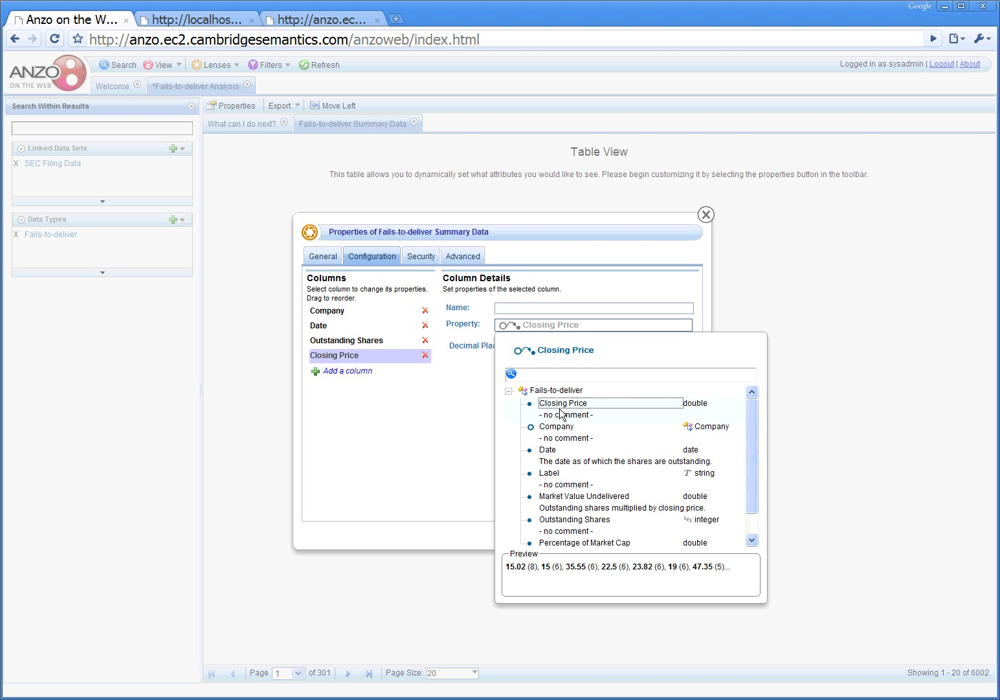 Google
Anzo on the W...
http://localhos...
http://anzo.ec...
http://anzo.ec2.cambridgesemantics.com/anzoweb/index.html
ANZO
ON THE WEB
Search View Lenses Filters Refresh
Logged in as sysadmin | Logout | About
Welcome
*Fails-to-deliver Analysis
Search Within Results
Properties Export Move Left
What can I do next?
Fails-to-deliver Summary Data
Linked Data Sets
X SEC Filing Data
Data Types
X Fails-to-deliver
Table View
This table allows you to dynamically set what attributes you would like to see. Please begin customizing it by selecting the properties button in the toolbar.
Properties of Fails-to-deliver Summary Data
General Configuration Security Advanced
Columns
Select column to change its properties.
Drag to reorder.
Company
Date
Outstanding Shares
Closing Price
Add a column
Column Details
Set properties of the selected column.
Name:
Property: Closing Price
Decimal Pla
Closing Price
Fails-to-deliver
Closing Price double
- no comment -
Company Company
- no comment -
Date date
The date as of which the shares are outstanding.
Label T string
- no comment -
Market Value Undelivered double
Outstanding shares multiplied by closing price.
Outstanding Shares 123 integer
- no comment -
Percentage of Market Cap double
Preview
15.02 (8), 15 (6), 35.55 (6), 22.5 (6), 23.82 (6), 19 (6), 47.35 (5)...
Page 1 of 301
Page Size: 20
Showing 1 - 20 of 6002